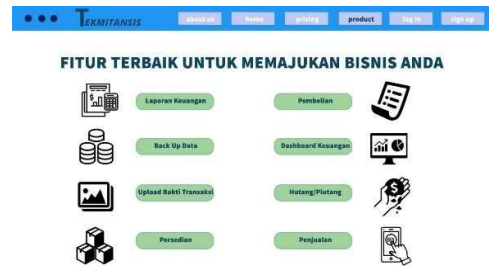 TEKMITANSIS
about us home pricing product log in sign up
FITUR TERBAIK UNTUK MEMAJUKAN BISNIS ANDA
Laporan Keuangan Pembelian
Back Up Data Dashboard Keuangan
Upload Bukti Transaksi Hutang/Piutang
Persedian Penjualan